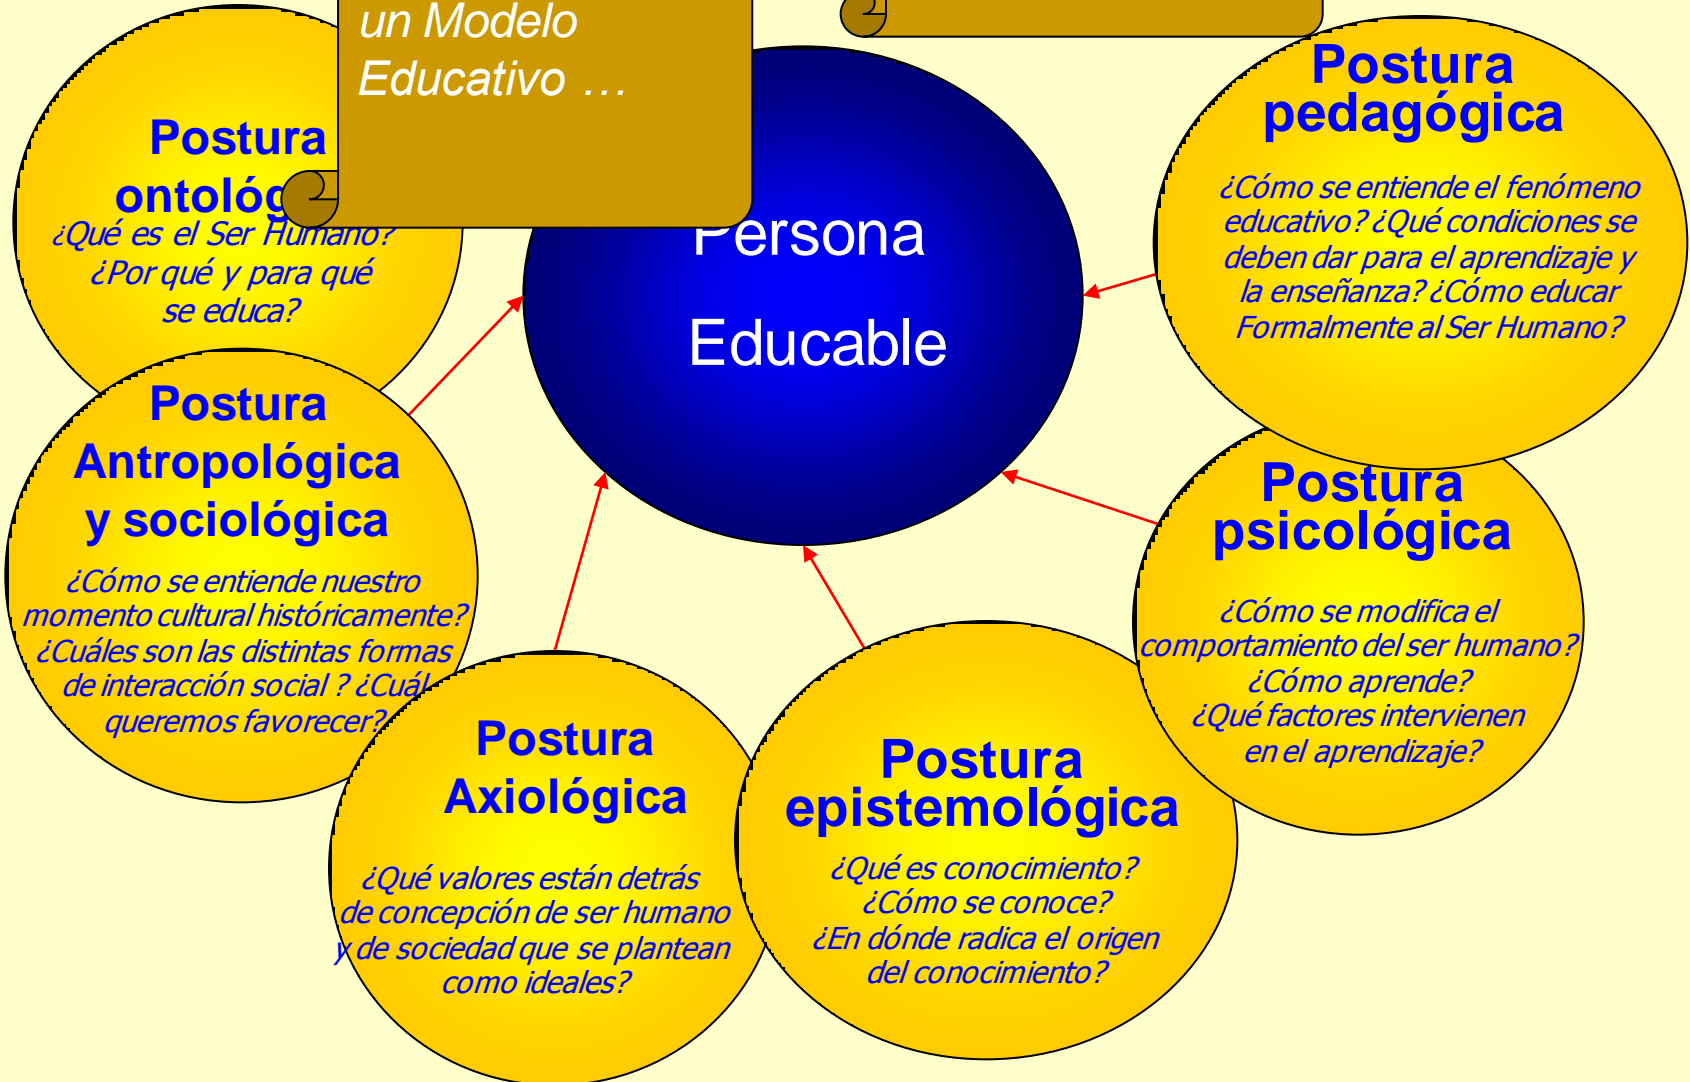 un Modelo
Educativo …
Postura
ontológ
¿Qué es el Ser Humano?
¿Por qué y para qué
se educa?
Persona
Educable
Postura
pedagógica
¿Cómo se entiende el fenómeno
educativo? ¿Qué condiciones se
deben dar para el aprendizaje y
la enseñanza? ¿Cómo educar
Formalmente al Ser Humano?
Postura
Antropológica
y sociológica
¿Cómo se entiende nuestro
momento cultural históricamente?
¿Cuáles son las distintas formas
de interacción social ? ¿Cuál
queremos favorecer?
Postura
psicológica
¿Cómo se modifica el
comportamiento del ser humano?
¿Cómo aprende?
¿Qué factores intervienen
en el aprendizaje?
Postura
Axiológica
¿Qué valores están detrás
de concepción de ser humano
y de sociedad que se plantean
como ideales?
Postura
epistemológica
¿Qué es conocimiento?
¿Cómo se conoce?
¿En dónde radica el origen
del conocimiento?